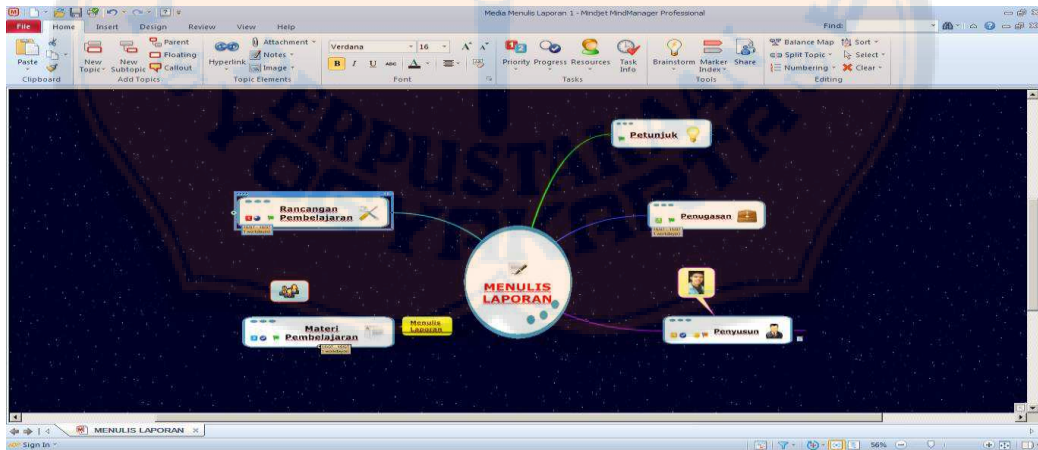 Media Menulis Laporan 1 - Mindjet MindManager Professional
File Home Insert Design Review View Help Find:
Paste
Clipboard
New Topic
New Subtopic
Parent
Floating
Callout
Add Topics
Hyperlink
Attachment
Notes
Image
Topic Elements
Verdana 16
B I U ABC A
Font
Priority Progress Resources Task Info
Tasks
Brainstorm Marker Index Share
Tools
Balance Map Sort
Split Topic Select
Numbering Clear
Editing
PERPUSTAKAAN
Petunjuk
Rancangan
Pembelajaran
Penugasan
MENULIS
LAPORAN
Materi
Pembelajaran
Menulis
Laporan
Penyusun
MENULIS LAPORAN
Sign In 56%